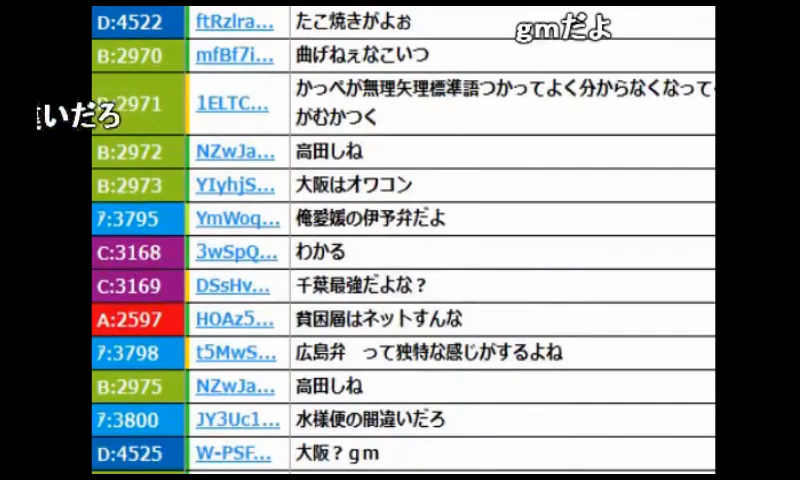 D:4522 ftRzlra... たこ焼きがよぉ
gmだよ
B:2970 mfBf7i... 曲げねぇなこいつ
B:2971 1ELTC... かっぺが無理矢理標準語つかってよく分からなくなって
がむかつく
いだろ
B:2972 NZwJa... 高田しね
B:2973 YIyhjS... 大阪はオワコン
ｱ:3795 YmWoq... 俺愛媛の伊予弁だよ
C:3168 3wSpQ... わかる
C:3169 DSsHv... 千葉最強だよな？
A:2597 HOAz5... 貧困層はネットすんな
ｱ:3798 t5MwS... 広島弁　って独特な感じがするよね
B:2975 NZwJa... 高田しね
ｱ:3800 JY3Uc1... 水様便の間違いだろ
D:4525 W-PSF... 大阪？gm